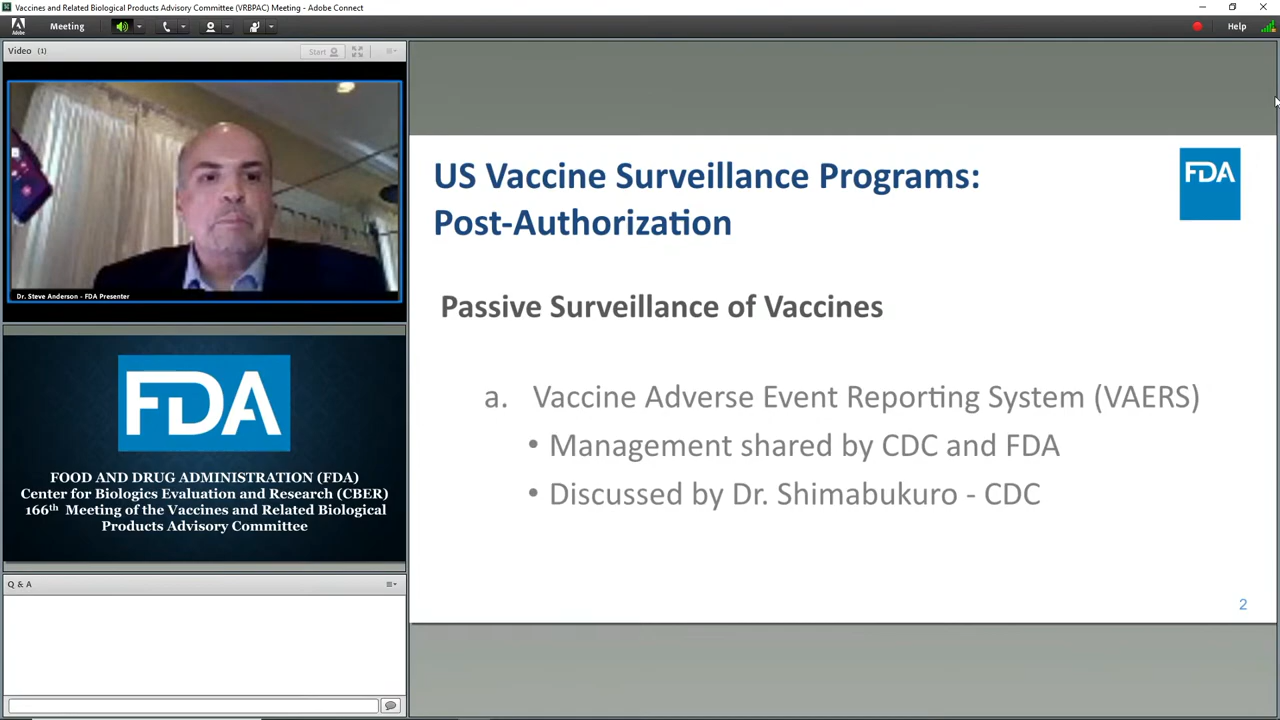 Vaccines and Related Biological Products Advisory Committee (VRBPAC) Meeting - Adobe Connect
Adobe
Meeting
Help
Video (1)
Start
Dr. Steve Anderson - FDA Presenter
FDA
FOOD AND DRUG ADMINISTRATION (FDA)
Center for Biologics Evaluation and Research (CBER)
166th Meeting of the Vaccines and Related Biological
Products Advisory Committee
Q & A
US Vaccine Surveillance Programs:
Post-Authorization
FDA
Passive Surveillance of Vaccines
a. Vaccine Adverse Event Reporting System (VAERS)
• Management shared by CDC and FDA
• Discussed by Dr. Shimabukuro - CDC
2